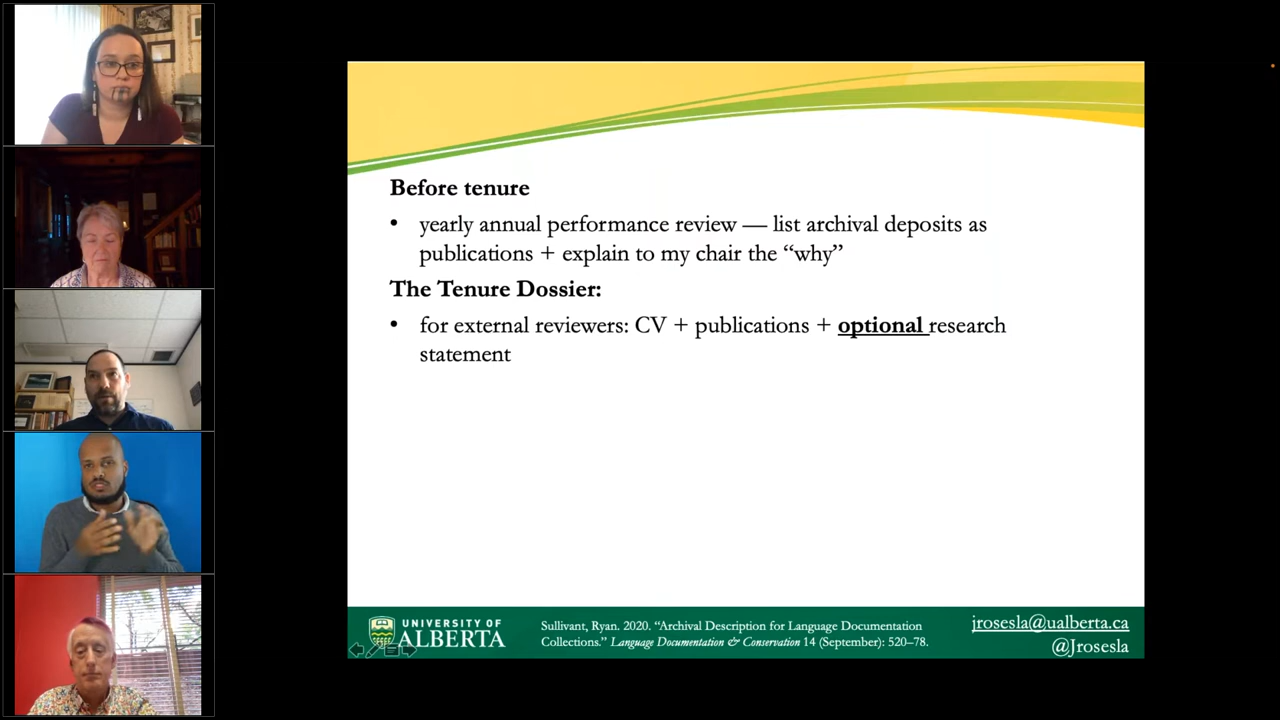 Before tenure
• yearly annual performance review — list archival deposits as
publications + explain to my chair the “why”
The Tenure Dossier:
• for external reviewers: CV + publications + optional research
statement
UNIVERSITY OF
ALBERTA
Sullivant, Ryan. 2020. “Archival Description for Language Documentation
Collections.” Language Documentation & Conservation 14 (September): 520–78.
jrosesla@ualberta.ca
@Jrosesla